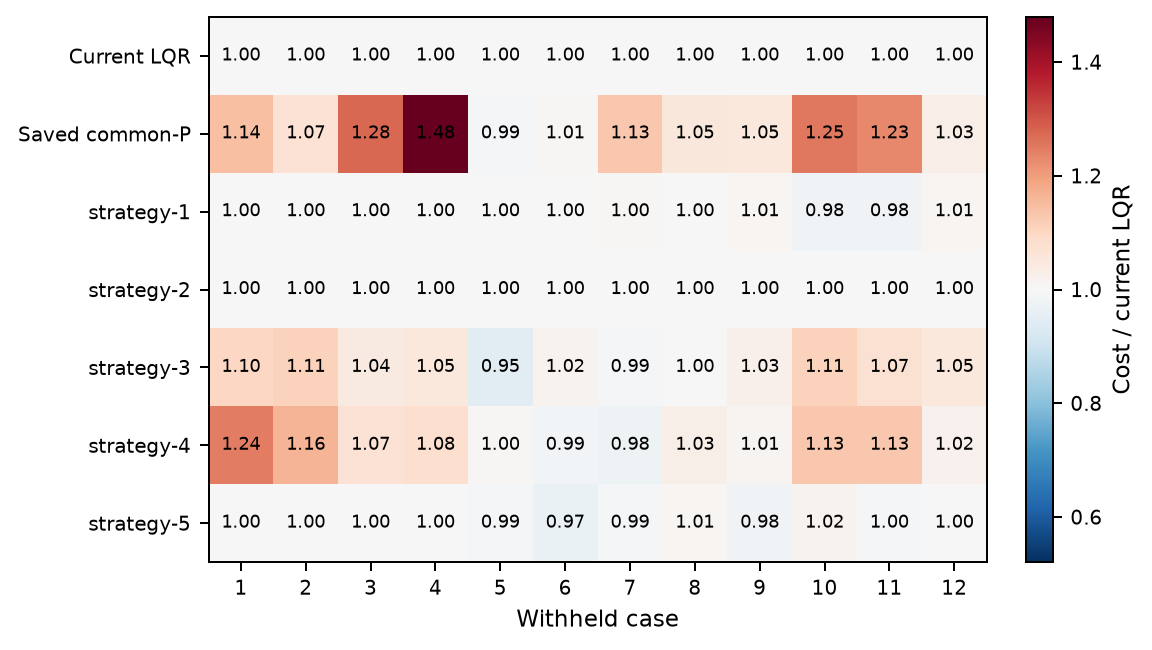 Current LQR 1.00 1.00 1.00 1.00 1.00 1.00 1.00 1.00 1.00 1.00 1.00 1.00
Saved common-P 1.14 1.07 1.28 1.48 0.99 1.01 1.13 1.05 1.05 1.25 1.23 1.03
strategy-1 1.00 1.00 1.00 1.00 1.00 1.00 1.00 1.00 1.01 0.98 0.98 1.01
strategy-2 1.00 1.00 1.00 1.00 1.00 1.00 1.00 1.00 1.00 1.00 1.00 1.00
strategy-3 1.10 1.11 1.04 1.05 0.95 1.02 0.99 1.00 1.03 1.11 1.07 1.05
strategy-4 1.24 1.16 1.07 1.08 1.00 0.99 0.98 1.03 1.01 1.13 1.13 1.02
strategy-5 1.00 1.00 1.00 1.00 0.99 0.97 0.99 1.01 0.98 1.02 1.00 1.00
1 2 3 4 5 6 7 8 9 10 11 12
Withheld case
1.4
1.2
1.0
0.8
0.6
Cost / current LQR